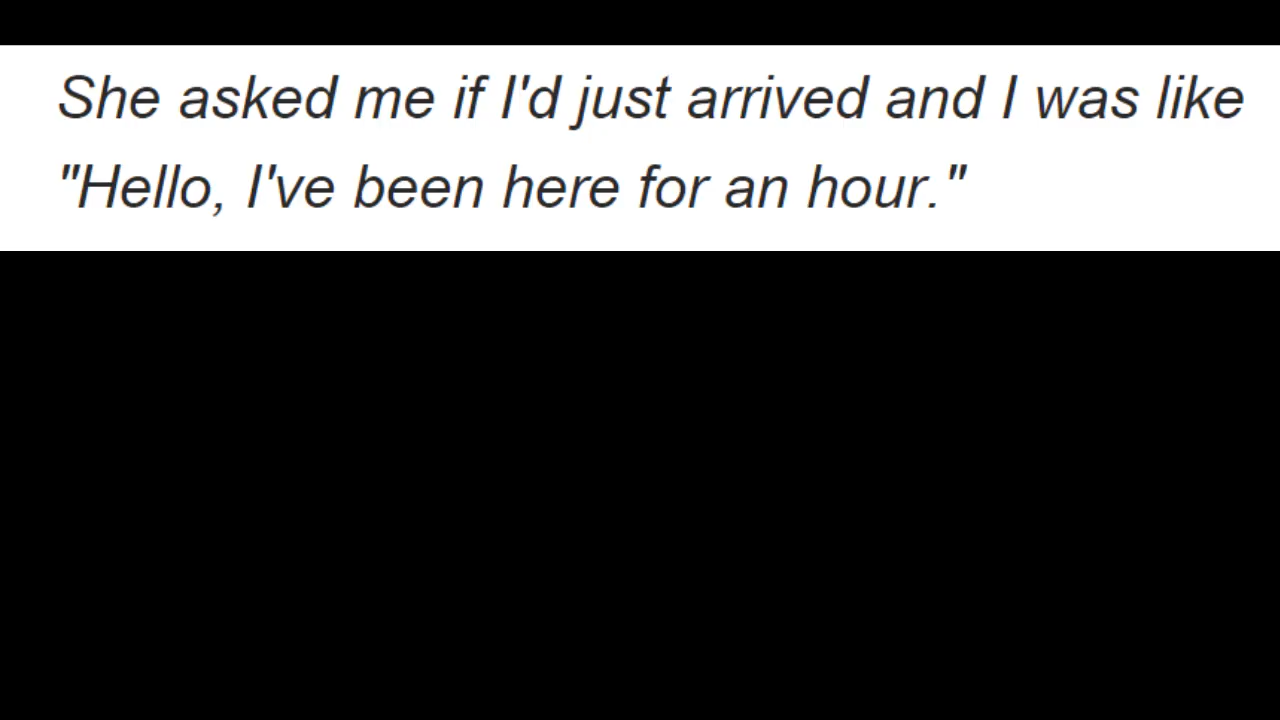 She asked me if I'd just arrived and I was like
"Hello, I've been here for an hour."